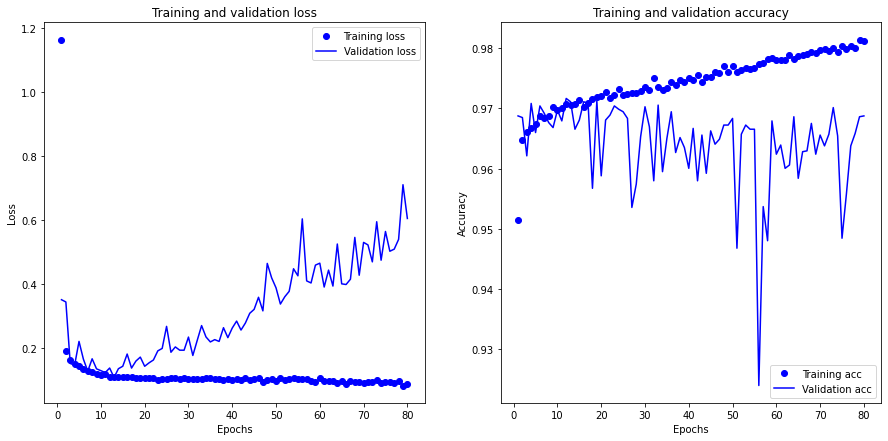 Training and validation loss
1.2
1.0
0.8
0.6
0.4
0.2
Loss
Training loss
Validation loss
0 10 20 30 40 50 60 70 80
Epochs
Training and validation accuracy
0.98
0.97
0.96
0.95
0.94
0.93
Accuracy
Training acc
Validation acc
0 10 20 30 40 50 60 70 80
Epochs